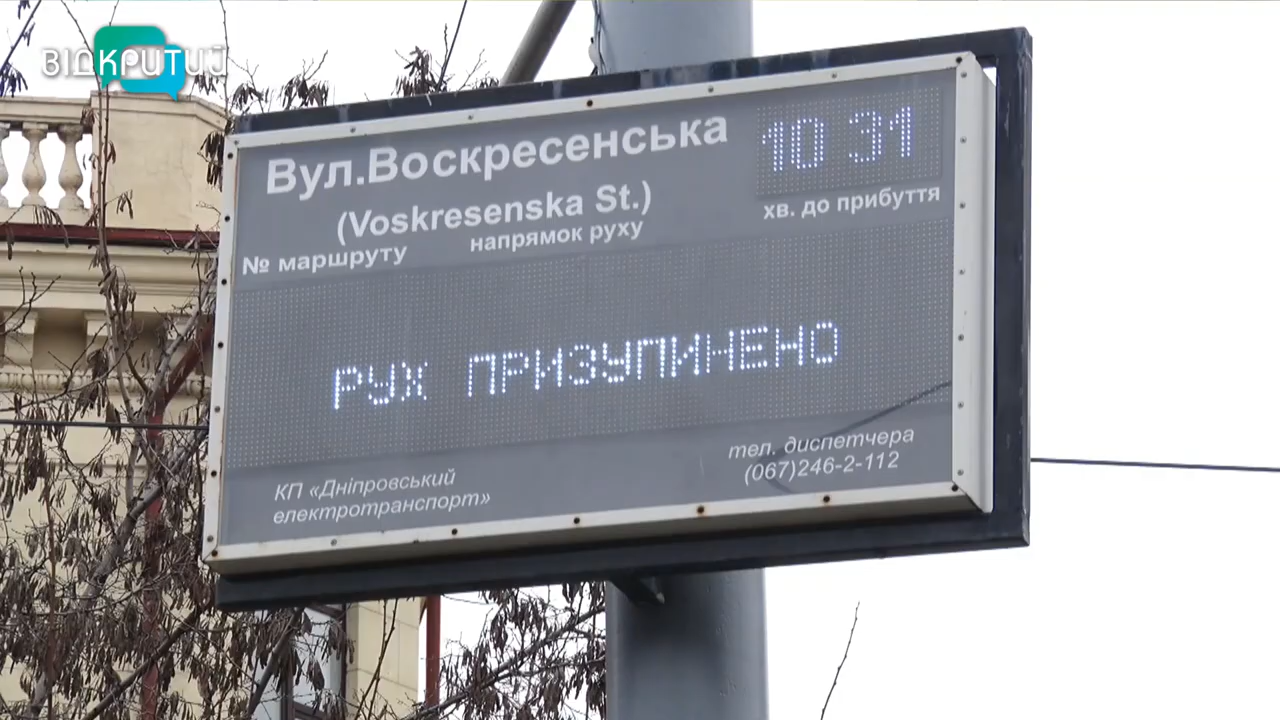 ВІДКРИТИЙ
Вул.Воскресенська
10 31
(Voskresenska St.)
хв. до прибуття
№ маршруту
напрямок руху
РУХ ПРИЗУПИНЕНО
КП «Дніпровський
електротранспорт»
тел. диспетчера
(067)246-2-112